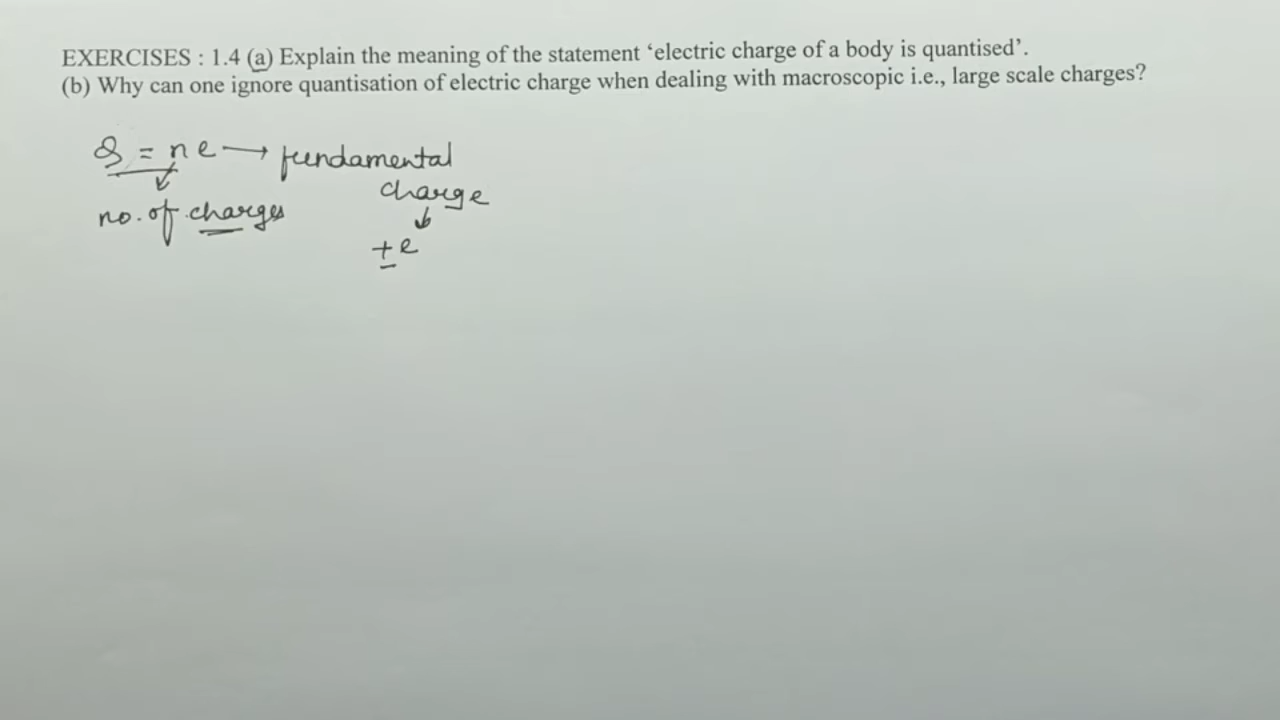 EXERCISES : 1.4 (a) Explain the meaning of the statement ‘electric charge of a body is quantised’.
(b) Why can one ignore quantisation of electric charge when dealing with macroscopic i.e., large scale charges?
Q = ne → fundamental
charge
no. of charges
±e